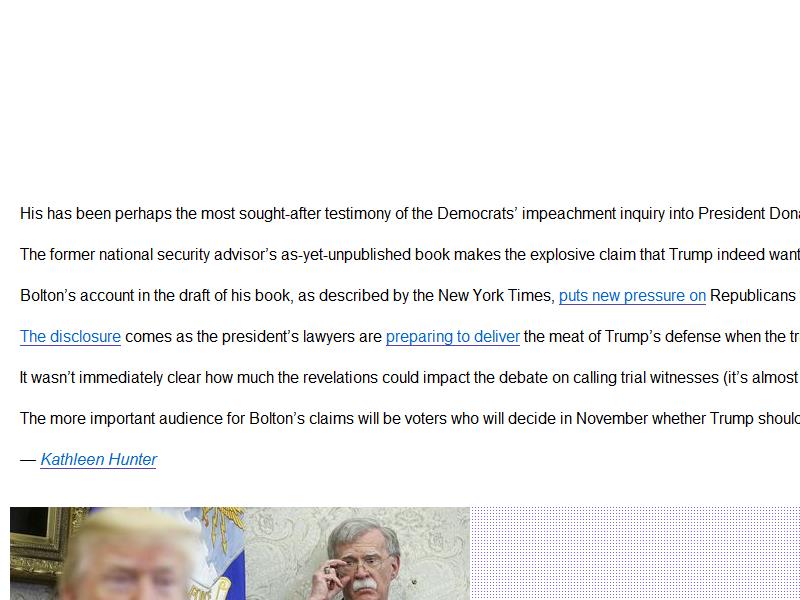 His has been perhaps the most sought-after testimony of the Democrats’ impeachment inquiry into President
The former national security advisor’s as-yet-unpublished book makes the explosive claim that Trump indeed
Bolton’s account in the draft of his book, as described by the New York Times, puts new pressure on Republicans
The disclosure comes as the president’s lawyers are preparing to deliver the meat of Trump’s defense when the
It wasn’t immediately clear how much the revelations could impact the debate on calling trial witnesses (it’s almost
The more important audience for Bolton’s claims will be voters who will decide in November whether Trump
— Kathleen Hunter